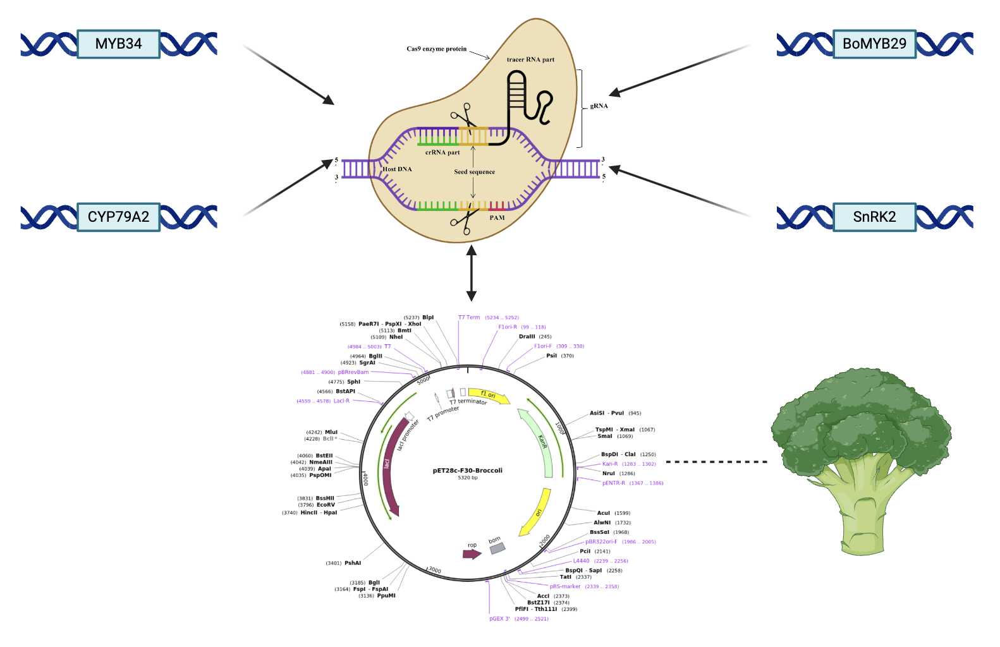 MYB34
BoMYB29
CYP79A2
SnRK2
Cas9 enzyme protein
tracer RNA part
gRNA
crRNA part
5'
3'
Host DNA
Seed sequence
3'
5'
PAM
(5237) BlpI
(5158) PaeR7I - PspXI - XhoI
(5113) BmtI
(5109) NheI
(4984 .. 5003) T7
(4964) BglII
(4923) SgrAI
(4881 .. 4900) pBRrevBam
(4775) SphI
(4566) BstAPI
(4559 .. 4578) LacI-R
(4242) MluI
(4228) BclI*
(4060) BstEII
(4042) NmeAIII
(4039) ApaI
(4035) PspOMI
(3831) BssHII
(3796) EcoRV
(3740) HincII - HpaI
(3401) PshAI
(3185) BglI
(3164) FspI - FspAI
(3136) PpuMI
T7 Term (5234 .. 5252)
F1ori-R (99 .. 118)
DraIII (245)
F1ori-F (309 .. 330)
PsiI (370)
AsiSI - PvuI (945)
TspMI - XmaI (1067)
SmaI (1069)
BspDI - ClaI (1250)
Kan-R (1283 .. 1302)
NruI (1286)
pENTR-R (1367 .. 1386)
AcuI (1599)
AlwNI (1732)
BssSαI (1968)
pBR322ori-F (1986 .. 2005)
PciI (2141)
L4440 (2239 .. 2256)
BspQI - SapI (2258)
TatI (2337)
pRS-marker (2339 .. 2358)
AccI (2373)
BstZ17I (2374)
PflFI - Tth111I (2399)
pGEX 3' (2499 .. 2521)
5000
1000
2000
3000
4000
f1 ori
T7 terminator
T7 promoter
lacI promoter
lacI
KanR
ori
bom
rop
pET28c-F30-Broccoli
5320 bp